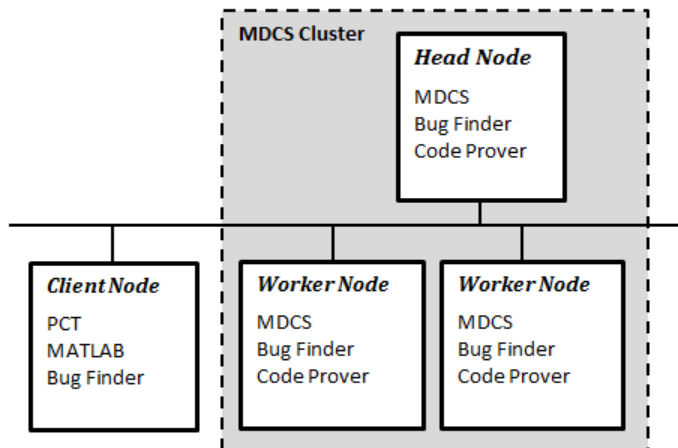 MDCS Cluster
Head Node
MDCS
Bug Finder
Code Prover
Client Node
PCT
MATLAB
Bug Finder
Worker Node
MDCS
Bug Finder
Code Prover
Worker Node
MDCS
Bug Finder
Code Prover